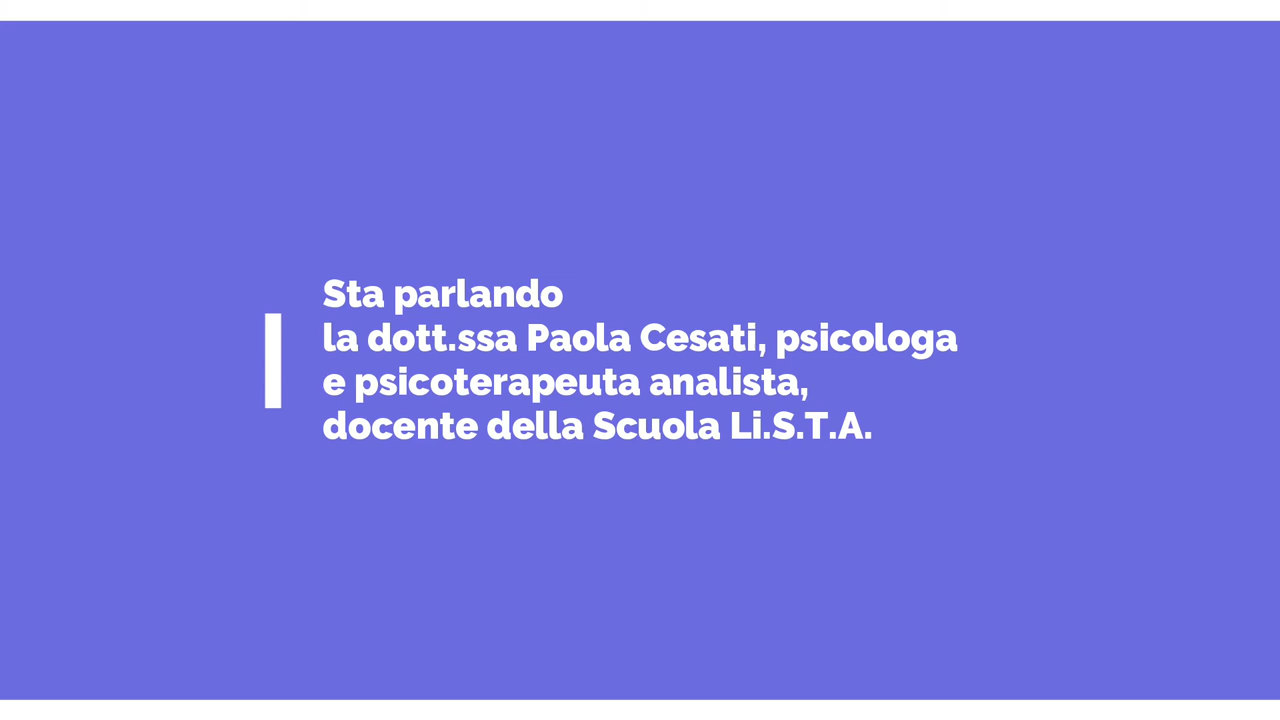 Sta parlando
la dott.ssa Paola Cesati, psicologa
e psicoterapeuta analista,
docente della Scuola Li.S.T.A.